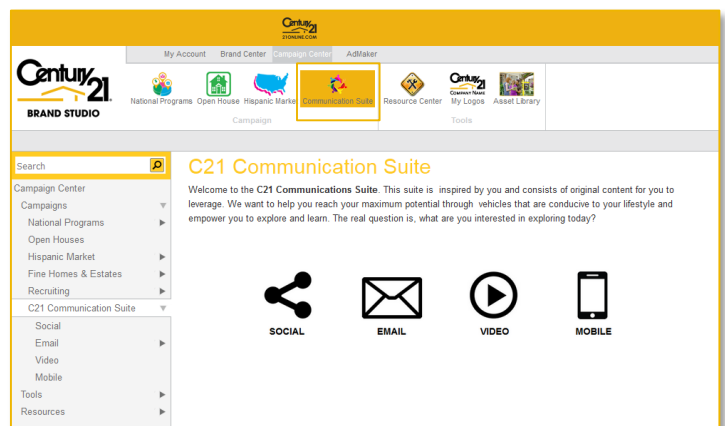 Century 21
21ONLINE.COM
My Account Brand Center Campaign Center AdMaker
Century 21
BRAND STUDIO
National Programs Open House Hispanic Marke Communication Suite Resource Center My Logos Asset Library
Century 21
COMPANY NAME
Campaign Tools
Search
C21 Communication Suite
Welcome to the C21 Communications Suite. This suite is inspired by you and consists of original content for you to
leverage. We want to help you reach your maximum potential through vehicles that are conducive to your lifestyle and
empower you to explore and learn. The real question is, what are you interested in exploring today?
Campaign Center
Campaigns
National Programs
Open Houses
Hispanic Market
Fine Homes & Estates
Recruiting
C21 Communication Suite
Social
Email
Video
Mobile
Tools
Resources
SOCIAL EMAIL VIDEO MOBILE